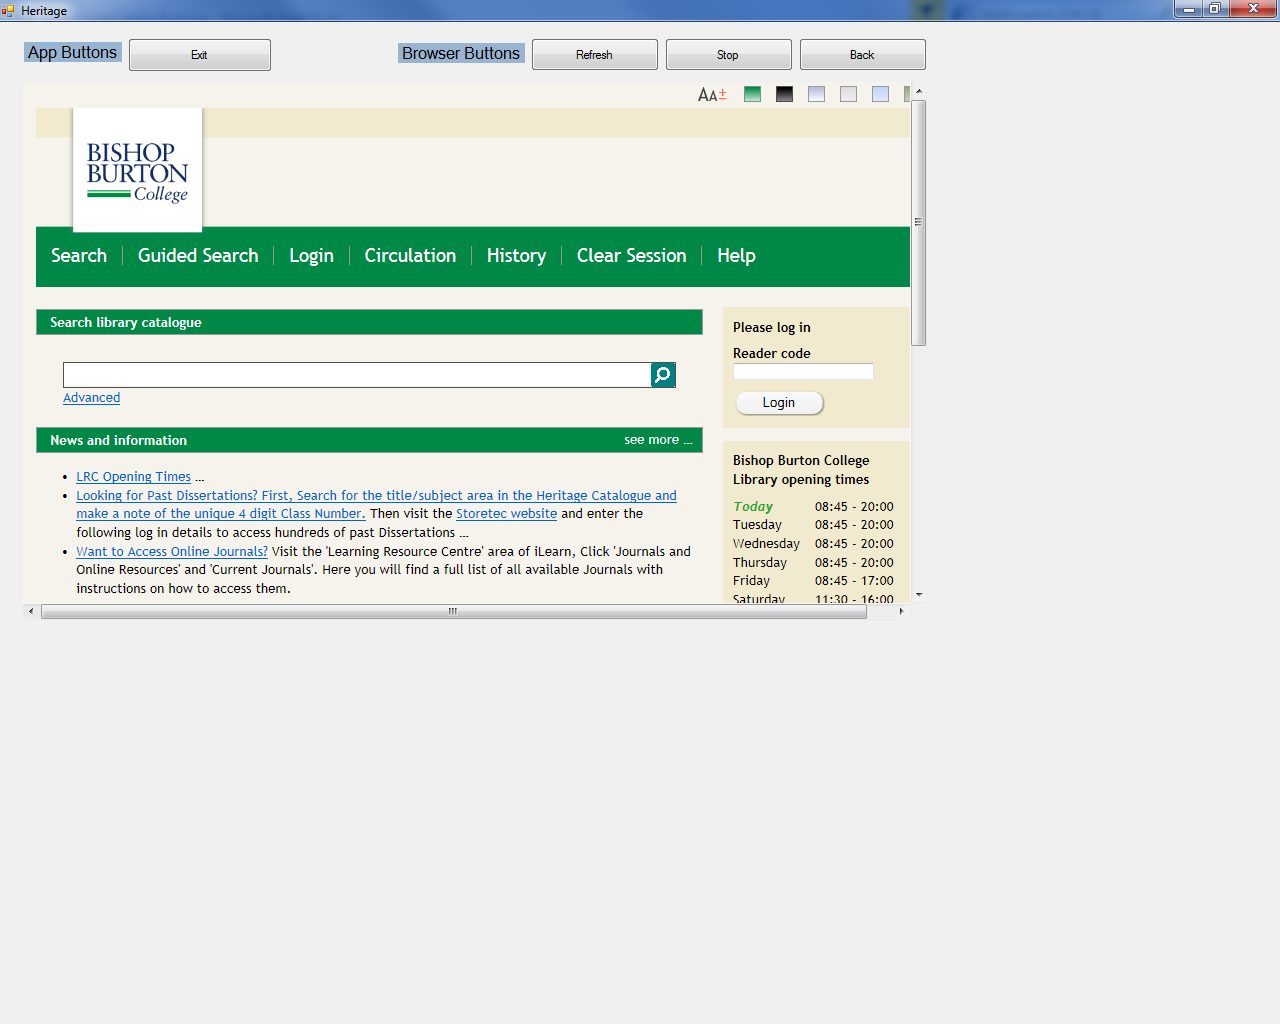 Heritage
App Buttons
Exit
Browser Buttons
Refresh
Stop
Back
AA±
BISHOP
BURTON
College
Search
Guided Search
Login
Circulation
History
Clear Session
Help
Search library catalogue
Advanced
News and information
see more ...
• LRC Opening Times ...
• Looking for Past Dissertations? First, Search for the title/subject area in the Heritage Catalogue and
make a note of the unique 4 digit Class Number. Then visit the Storetec website and enter the
following log in details to access hundreds of past Dissertations ...
• Want to Access Online Journals? Visit the 'Learning Resource Centre' area of iLearn, Click 'Journals and
Online Resources' and 'Current Journals'. Here you will find a full list of all available Journals with
instructions on how to access them.
Please log in
Reader code
Login
Bishop Burton College
Library opening times
Today 08:45 - 20:00
Tuesday 08:45 - 20:00
Wednesday 08:45 - 20:00
Thursday 08:45 - 20:00
Friday 08:45 - 17:00
Saturday 11:30 - 16:00